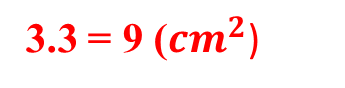 3.3 = 9 (cm²)